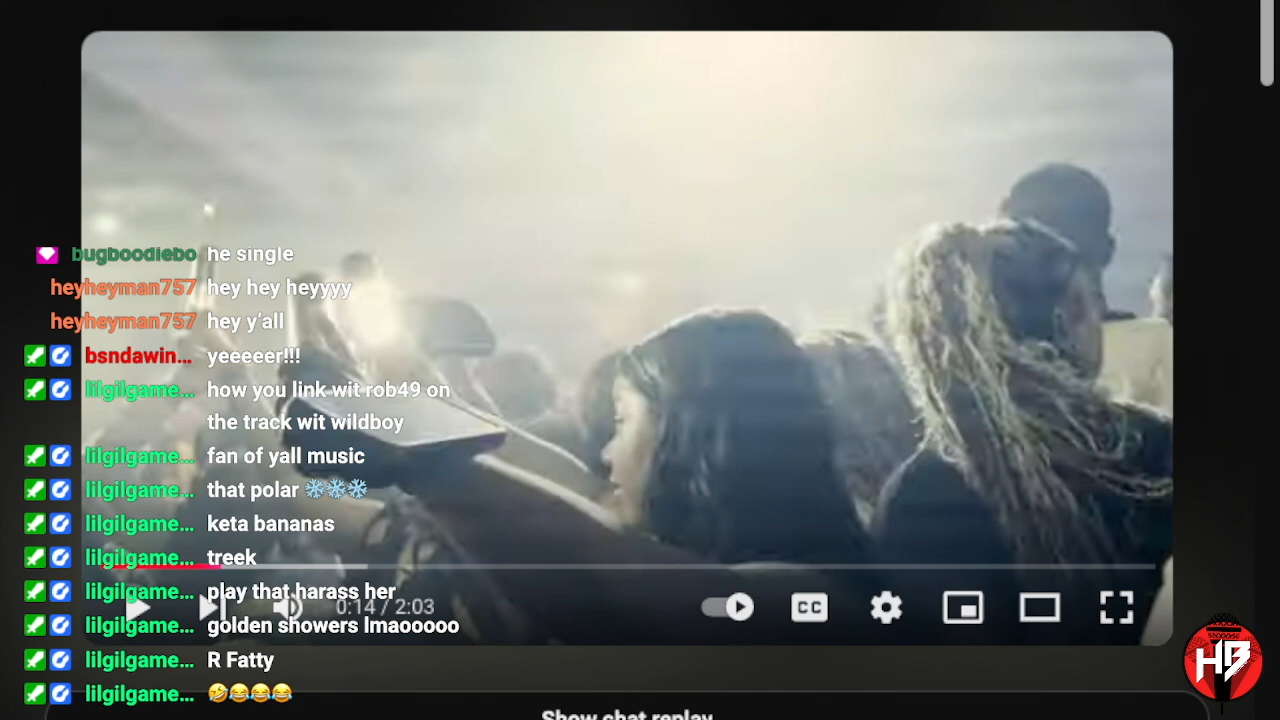 bugboodiebo he single
heyheyman757 hey hey heyyyy
heyheyman757 hey y'all
bsndawin... yeeeeer!!!
lilgilgame... how you link wit rob49 on
the track wit wildboy
lilgilgame... fan of yall music
lilgilgame... that polar ❄️❄️❄️
lilgilgame... keta bananas
lilgilgame... treek
lilgilgame... play that harass her
0:14 / 2:03
CC
lilgilgame... golden showers lmaooooo
lilgilgame... R Fatty
lilgilgame... 🤣😂😂😂
HB
Show chat replay